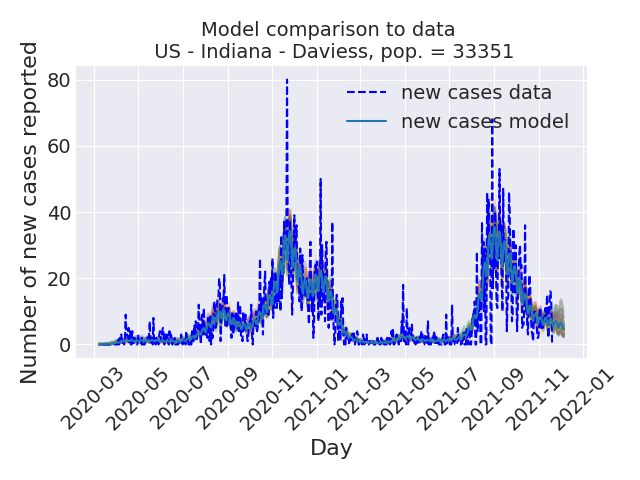 Model comparison to data
US - Indiana - Daviess, pop. = 33351
Number of new cases reported
80
60
40
20
0
new cases data
new cases model
2020-03
2020-05
2020-07
2020-09
2020-11
2021-01
2021-03
2021-05
2021-07
2021-09
2021-11
2022-01
Day